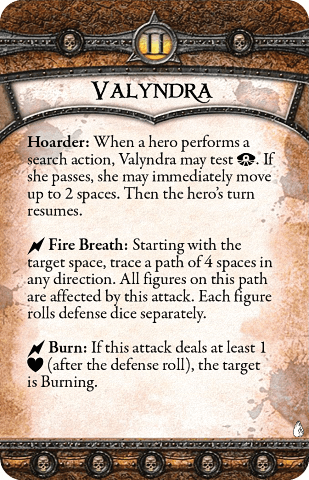 II
VALYNDRA
Hoarder: When a hero performs a
search action, Valyndra may test. If
she passes, she may immediately move
up to 2 spaces. Then the hero's turn
resumes.
Fire Breath: Starting with the
target space, trace a path of 4 spaces in
any direction. All figures on this path
are affected by this attack. Each figure
rolls defense dice separately.
Burn: If this attack deals at least 1
(after the defense roll), the target
is Burning.